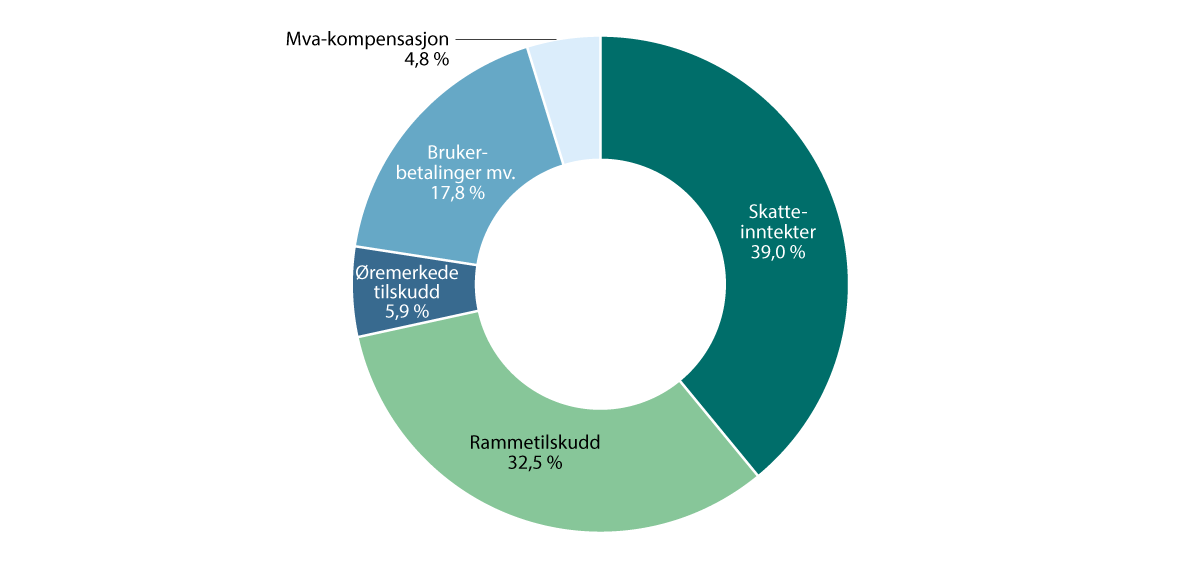 Mva-kompensasjon
4,8 %
Bruker-
betalinger mv.
17,8 %
Skatte-
inntekter
39,0 %
Øremerkede
tilskudd
5,9 %
Rammetilskudd
32,5 %